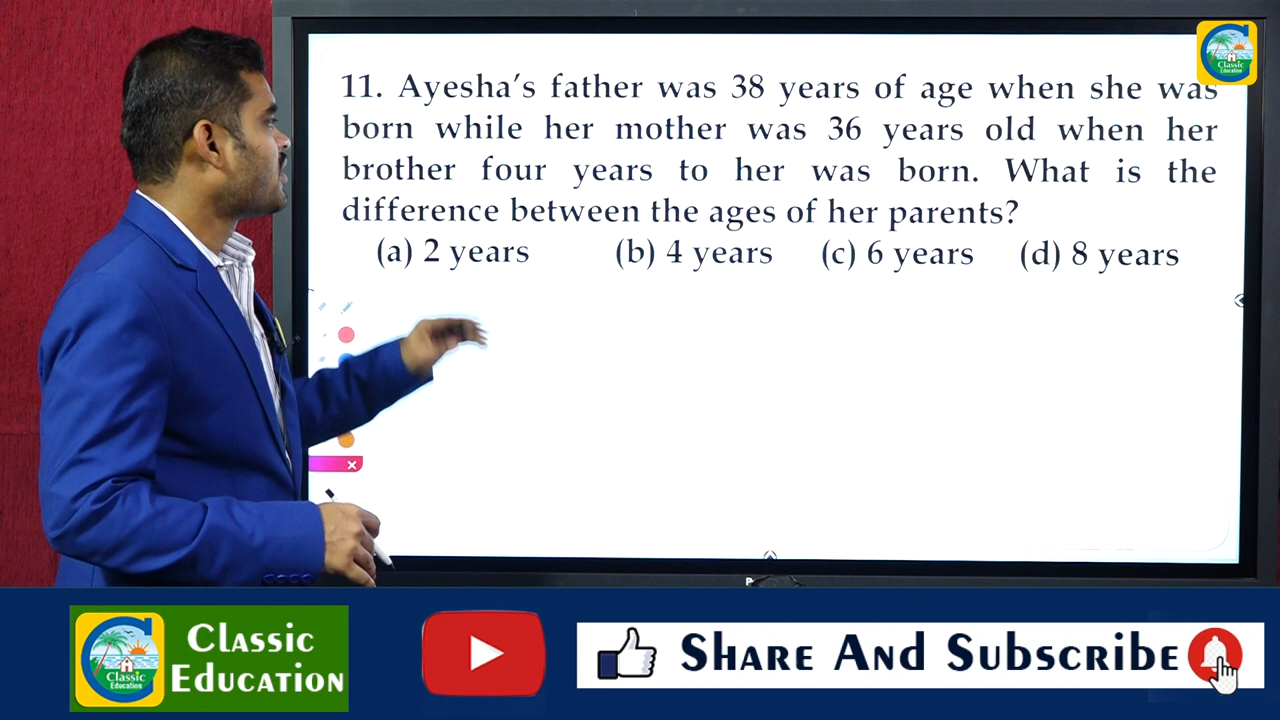 11. Ayesha's father was 38 years of age when she was
born while her mother was 36 years old when her
brother four years to her was born. What is the
difference between the ages of her parents?
(a) 2 years (b) 4 years (c) 6 years (d) 8 years
Classic
Education
Classic
Education
Classic
Education
Share And Subscribe